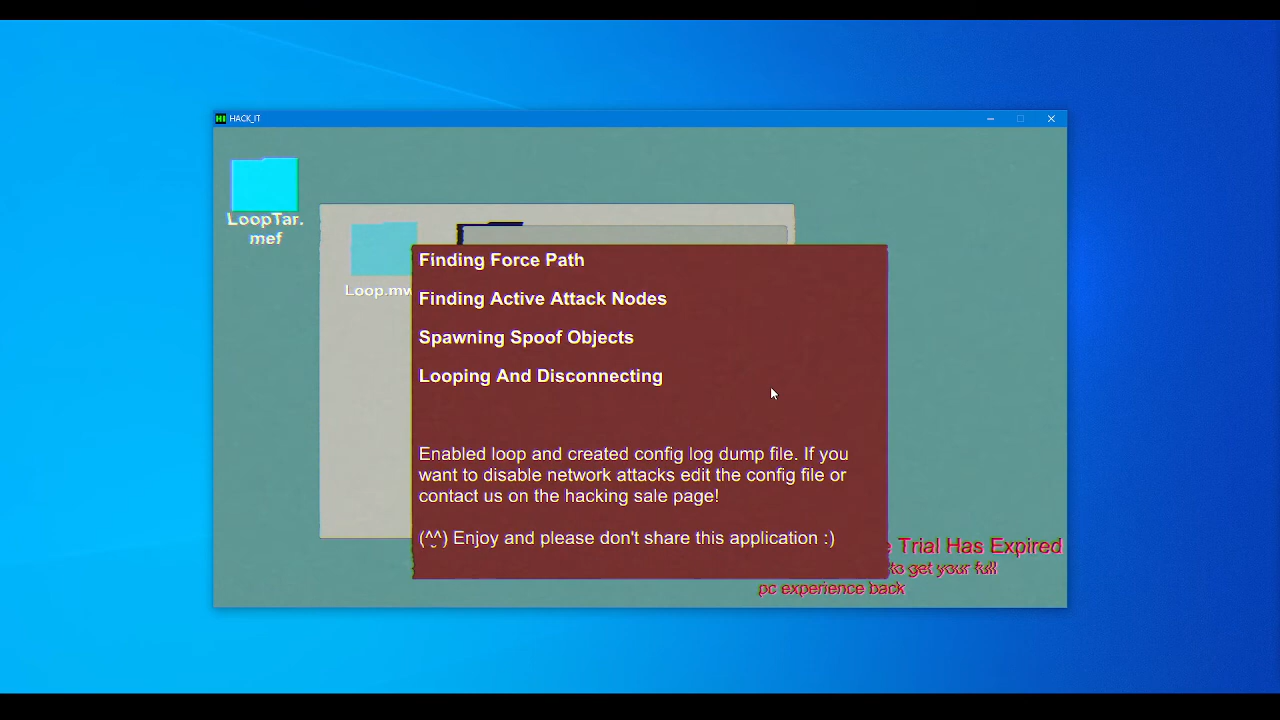 HACK_IT
LoopTar.
mef
Loop.mw
Finding Force Path
Finding Active Attack Nodes
Spawning Spoof Objects
Looping And Disconnecting
Enabled loop and created config log dump file. If you
want to disable network attacks edit the config file or
contact us on the hacking sale page!
(^̮^) Enjoy and please don't share this application :)
Trial Has Expired
to get your full
pc experience back